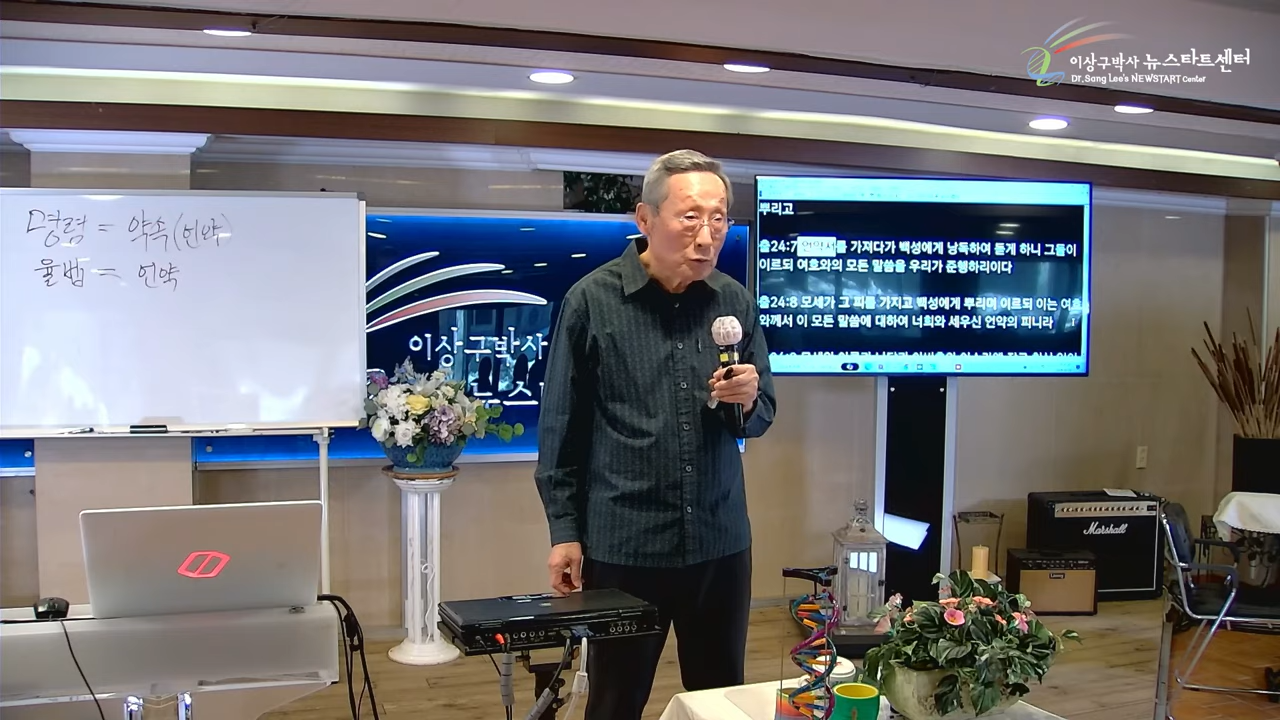 이상구박사 뉴스타트센터
Dr. Sang Lee's NEWSTART Center
명령 = 약속 (언약)
율법 = 언약
이상구박사
뿌리고
출24:7 언약서를 가져다가 백성에게 낭독하여 듣게 하니 그들이
이르되 여호와의 모든 말씀을 우리가 준행하리이다
출24:8 모세가 그 피를 가지고 백성에게 뿌리며 이르되 이는 여호
와께서 이 모든 말씀에 대하여 너희와 세우신 언약의 피니라
Marshall
Laney